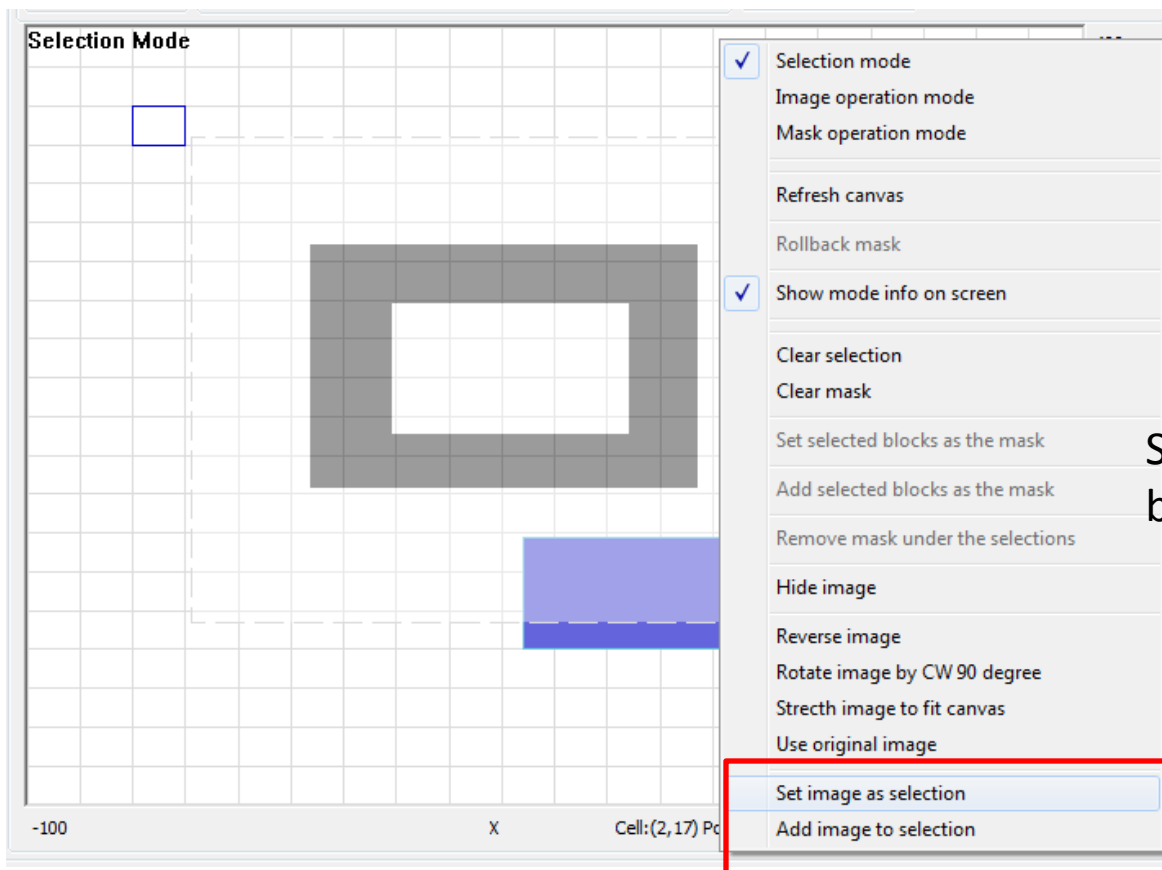 Selection Mode
Selection mode
Image operation mode
Mask operation mode
Refresh canvas
Rollback mask
Show mode info on screen
Clear selection
Clear mask
Set selected blocks as the mask
Add selected blocks as the mask
Remove mask under the selections
Hide image
Reverse image
Rotate image by CW 90 degree
Strecth image to fit canvas
Use original image
Set image as selection
Add image to selection
-100 X Cell:(2,17)